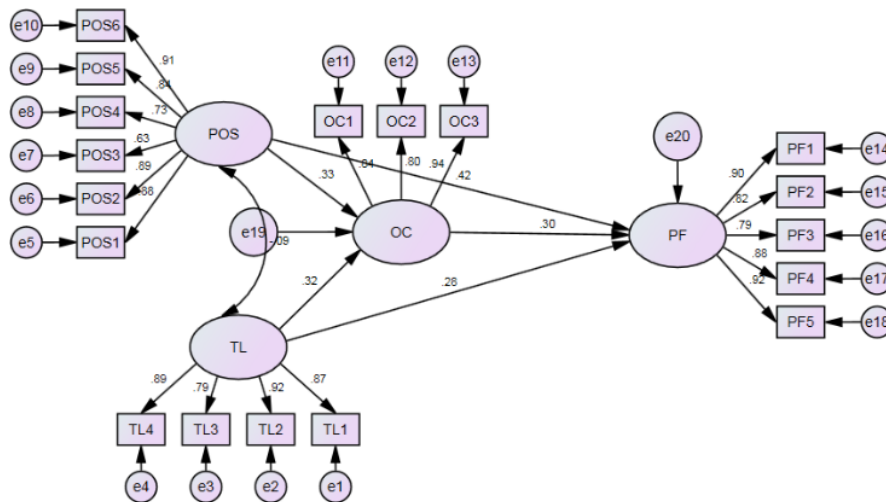 e10 POS6
e9 POS5
e8 POS4
e7 POS3
e6 POS2
e5 POS1
.91
.84
.73
.63
.89
.88
POS
e11 e12 e13
OC1 OC2 OC3
.80 .94
.33
.42
e19
-.09
OC
.32
.30
.28
e20
PF
.90
.79
.88
.92
PF1 e14
PF2 e15
PF3 e16
PF4 e17
PF5 e18
TL
.89 .79 .92 .87
TL4 TL3 TL2 TL1
e4 e3 e2 e1